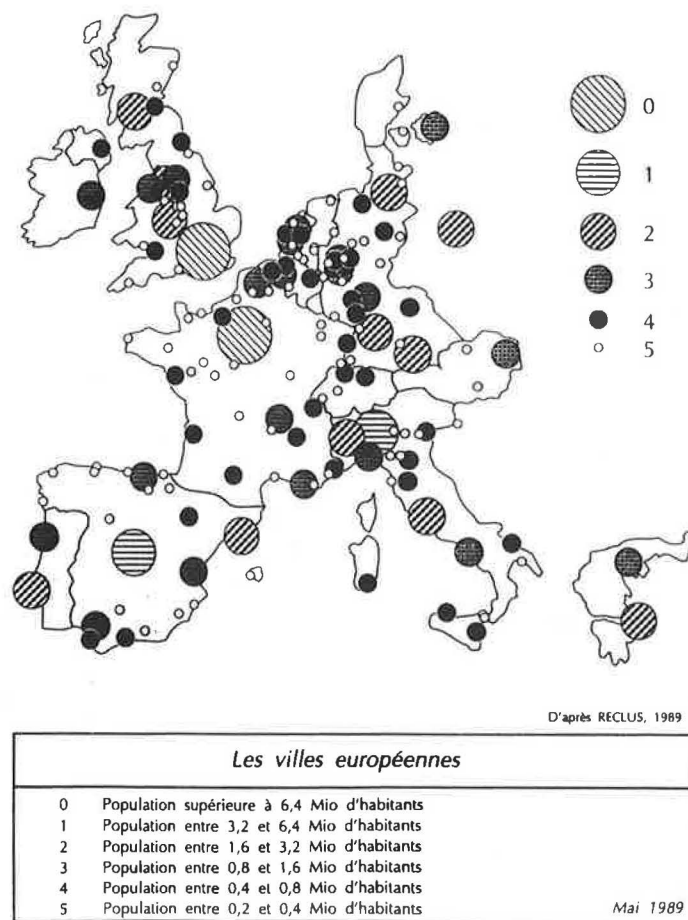 0
1
2
3
4
5
D'après RECLUS, 1989
Les villes européennes
0 Population supérieure à 6,4 Mio d'habitants
1 Population entre 3,2 et 6,4 Mio d'habitants
2 Population entre 1,6 et 3,2 Mio d'habitants
3 Population entre 0,8 et 1,6 Mio d'habitants
4 Population entre 0,4 et 0,8 Mio d'habitants
5 Population entre 0,2 et 0,4 Mio d'habitants Mai 1989